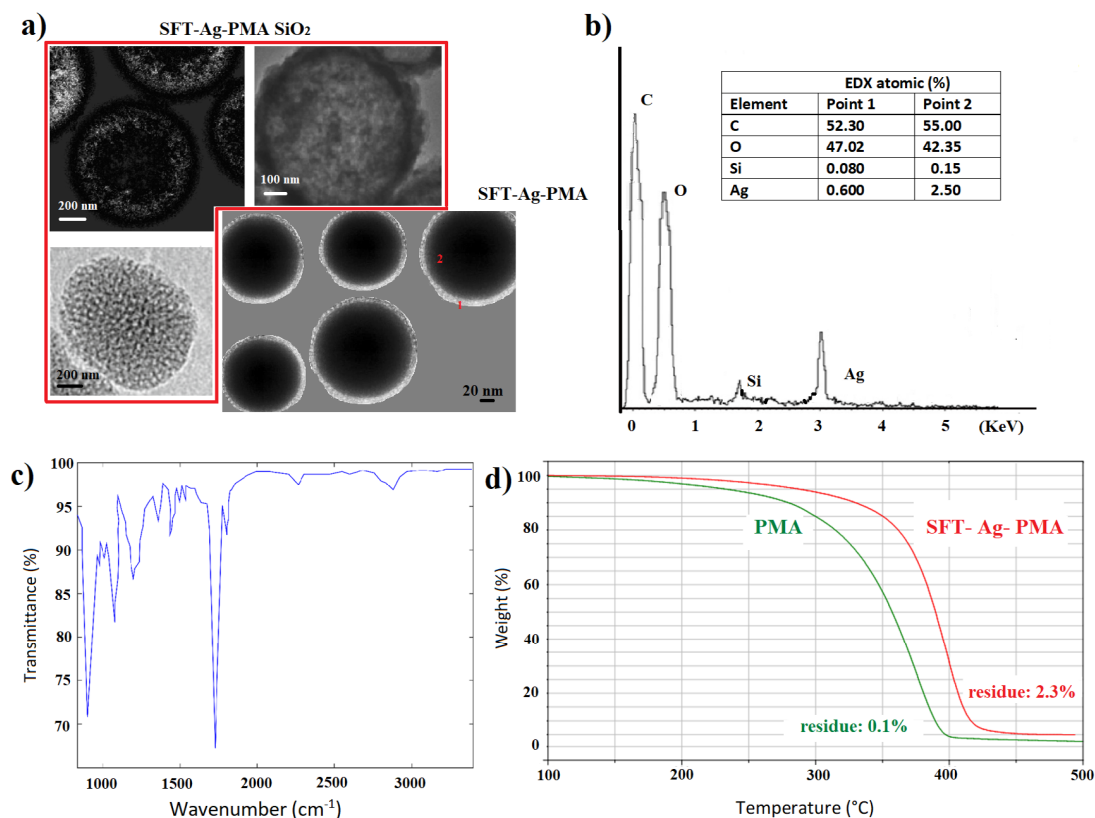 a)
SFT-Ag-PMA SiO₂
200 nm
100 nm
SFT-Ag-PMA
200 nm
2
1
20 nm
b)
C
O
Si
Ag
EDX atomic (%)
Element Point 1 Point 2
C 52.30 55.00
O 47.02 42.35
Si 0.080 0.15
Ag 0.600 2.50
0 1 2 3 4 5 (KeV)
c)
Transmittance (%)
100
95
90
85
80
75
70
1000 1500 2000 2500 3000
Wavenumber (cm⁻¹)
d)
Weight (%)
100
80
60
40
20
0
PMA
SFT- Ag- PMA
residue: 2.3%
residue: 0.1%
100 200 300 400 500
Temperature (°C)